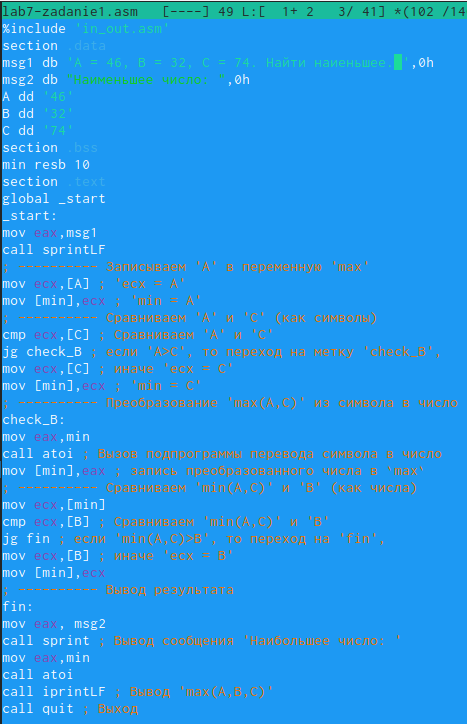 lab7-zadanie1.asm [----] 49 L:[ 1+ 2 3/ 41] *(102 /14
%include 'in_out.asm'
section .data
msg1 db 'A = 46, B = 32, C = 74. Найти наиеньшее. ',0h
msg2 db "Наименьшее число: ",0h
A dd '46'
B dd '32'
C dd '74'
section .bss
min resb 10
section .text
global _start
_start:
mov eax,msg1
call sprintLF
; ---------- Записываем 'A' в переменную 'max'
mov ecx,[A] ; 'ecx = A'
mov [min],ecx ; 'min = A'
; ---------- Сравниваем 'A' и 'C' (как символы)
cmp ecx,[C] ; Сравниваем 'A' и 'C'
jg check_B ; если 'A>C', то переход на метку 'check_B',
mov ecx,[C] ; иначе 'ecx = C'
mov [min],ecx ; 'min = C'
; ---------- Преобразование 'max(A,C)' из символа в число
check_B:
mov eax,min
call atoi ; Вызов подпрограммы перевода символа в число
mov [min],eax ; запись преобразованного числа в `max`
; ---------- Сравниваем 'min(A,C)' и 'B' (как числа)
mov ecx,[min]
cmp ecx,[B] ; Сравниваем 'min(A,C)' и 'B'
jg fin ; если 'min(A,C)>B', то переход на 'fin',
mov ecx,[B] ; иначе 'ecx = B'
mov [min],ecx
; ---------- Вывод результата
fin:
mov eax, msg2
call sprint ; Вывод сообщения 'Наибольшее число: '
mov eax,min
call atoi
call iprintLF ; Вывод 'max(A,B,C)'
call quit ; Выход